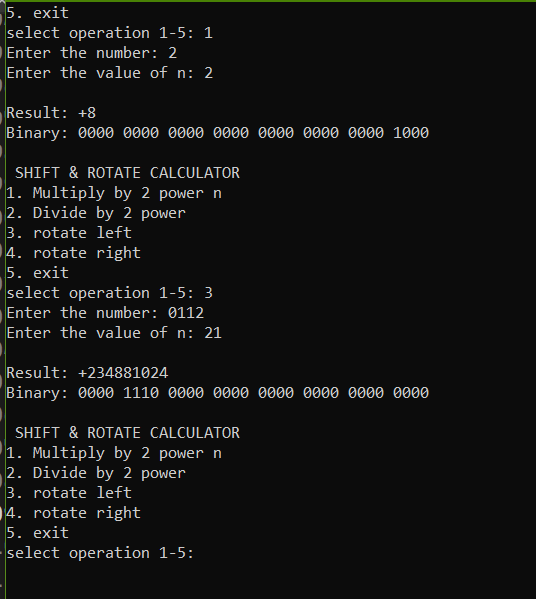 5. exit
select operation 1-5: 1
Enter the number: 2
Enter the value of n: 2
Result: +8
Binary: 0000 0000 0000 0000 0000 0000 0000 1000
SHIFT & ROTATE CALCULATOR
1. Multiply by 2 power n
2. Divide by 2 power
3. rotate left
4. rotate right
5. exit
select operation 1-5: 3
Enter the number: 0112
Enter the value of n: 21
Result: +234881024
Binary: 0000 1110 0000 0000 0000 0000 0000 0000
SHIFT & ROTATE CALCULATOR
1. Multiply by 2 power n
2. Divide by 2 power
3. rotate left
4. rotate right
5. exit
select operation 1-5: